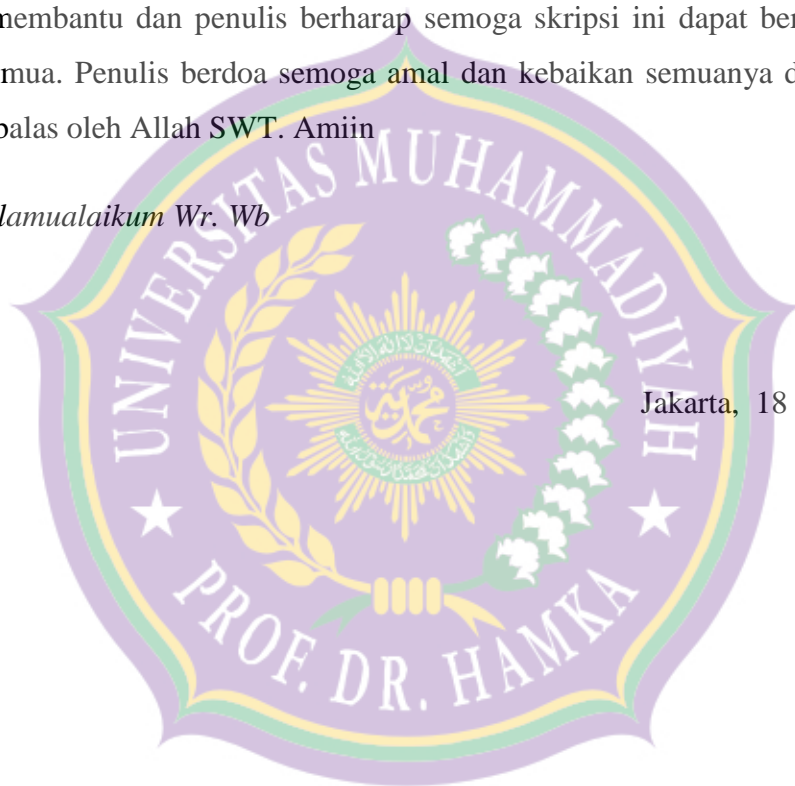 membantu dan penulis berharap semoga skripsi ini dapat ber
mua. Penulis berdoa semoga amal dan kebaikan semuanya d
balas oleh Allah SWT. Amiin
lamualaikum Wr. Wb
Jakarta, 18
UNIVERSITAS MUHAMMADIYAH
PROF. DR. HAMKA
محمدية